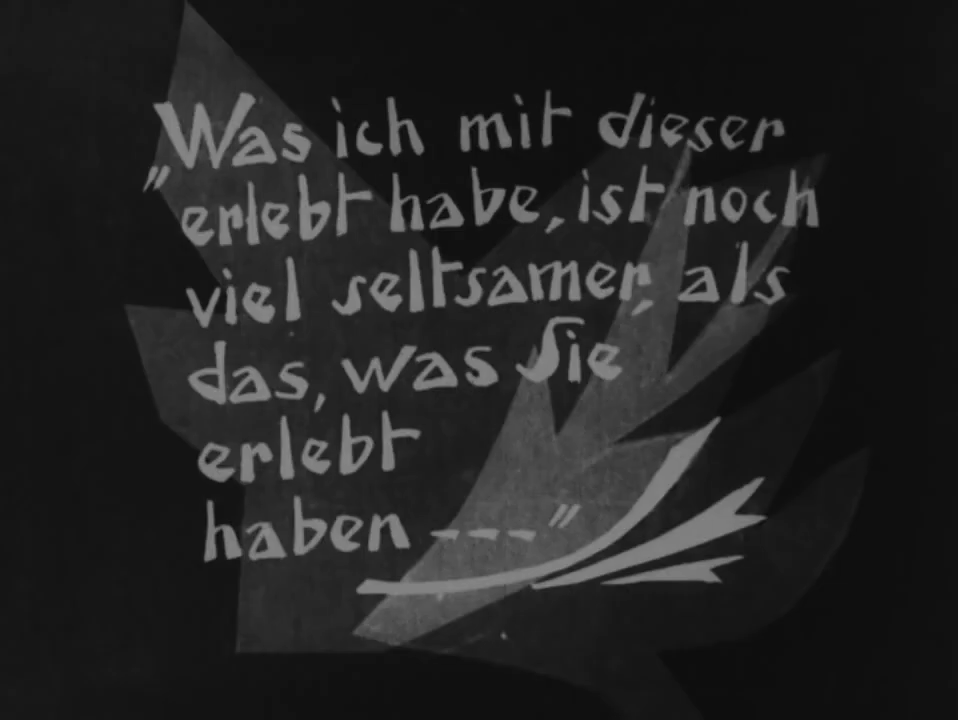 „Was ich mit dieser
erlebt habe, ist noch
viel seltsamer, als
das, was Sie
erlebt
haben ---"